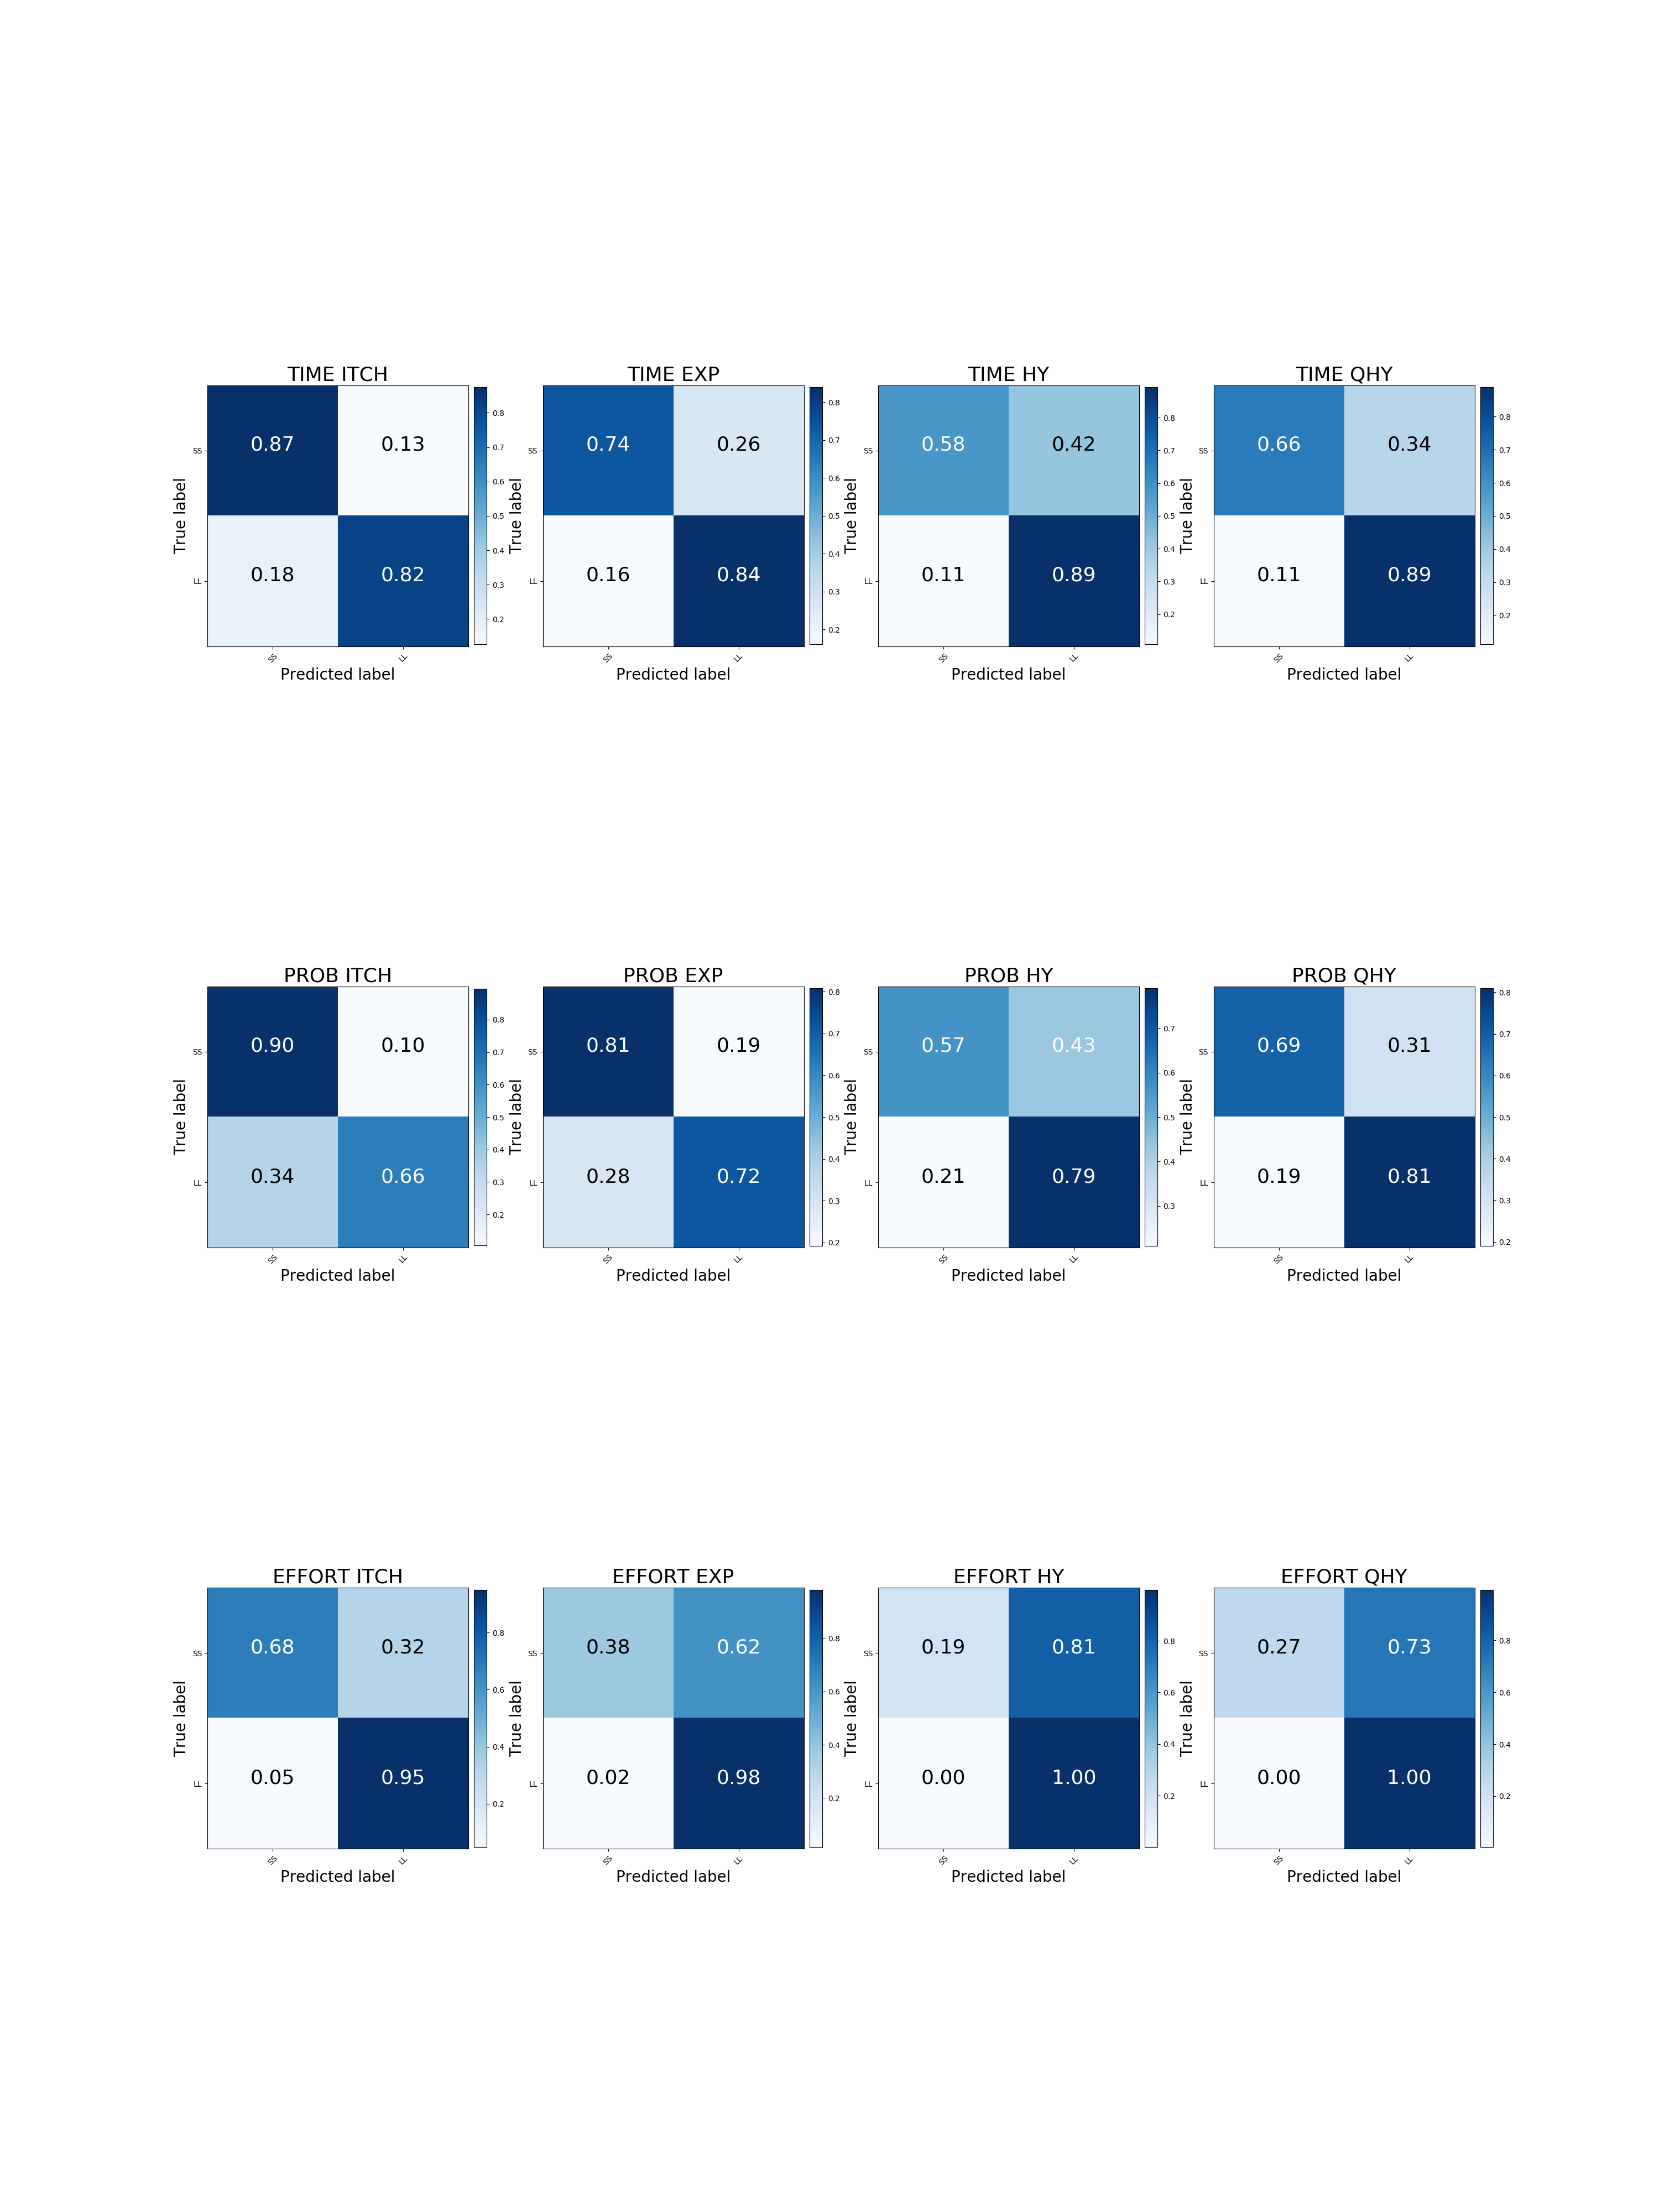 TIME ITCH TIME EXP TIME HY TIME QHY
True label
SS
LL
0.87 0.13
0.18 0.82
SS LL
Predicted label
0.8
0.7
0.6
0.5
0.4
0.3
0.2
True label
SS
LL
0.74 0.26
0.16 0.84
SS LL
Predicted label
0.8
0.7
0.6
0.5
0.4
0.3
0.2
True label
SS
LL
0.58 0.42
0.11 0.89
SS LL
Predicted label
0.8
0.7
0.6
0.5
0.4
0.3
0.2
True label
SS
LL
0.66 0.34
0.11 0.89
SS LL
Predicted label
0.8
0.7
0.6
0.5
0.4
0.3
0.2
PROB ITCH PROB EXP PROB HY PROB QHY
True label
SS
LL
0.90 0.10
0.34 0.66
SS LL
Predicted label
0.8
0.7
0.6
0.5
0.4
0.3
0.2
True label
SS
LL
0.81 0.19
0.28 0.72
SS LL
Predicted label
0.8
0.7
0.6
0.5
0.4
0.3
0.2
True label
SS
LL
0.57 0.43
0.21 0.79
SS LL
Predicted label
0.7
0.6
0.5
0.4
0.3
True label
SS
LL
0.69 0.31
0.19 0.81
SS LL
Predicted label
0.8
0.7
0.6
0.5
0.4
0.3
0.2
EFFORT ITCH EFFORT EXP EFFORT HY EFFORT QHY
True label
SS
LL
0.68 0.32
0.05 0.95
SS LL
Predicted label
0.8
0.6
0.4
0.2
True label
SS
LL
0.38 0.62
0.02 0.98
SS LL
Predicted label
0.8
0.6
0.4
0.2
True label
SS
LL
0.19 0.81
0.00 1.00
SS LL
Predicted label
0.8
0.6
0.4
0.2
True label
SS
LL
0.27 0.73
0.00 1.00
SS LL
Predicted label
0.8
0.6
0.4
0.2